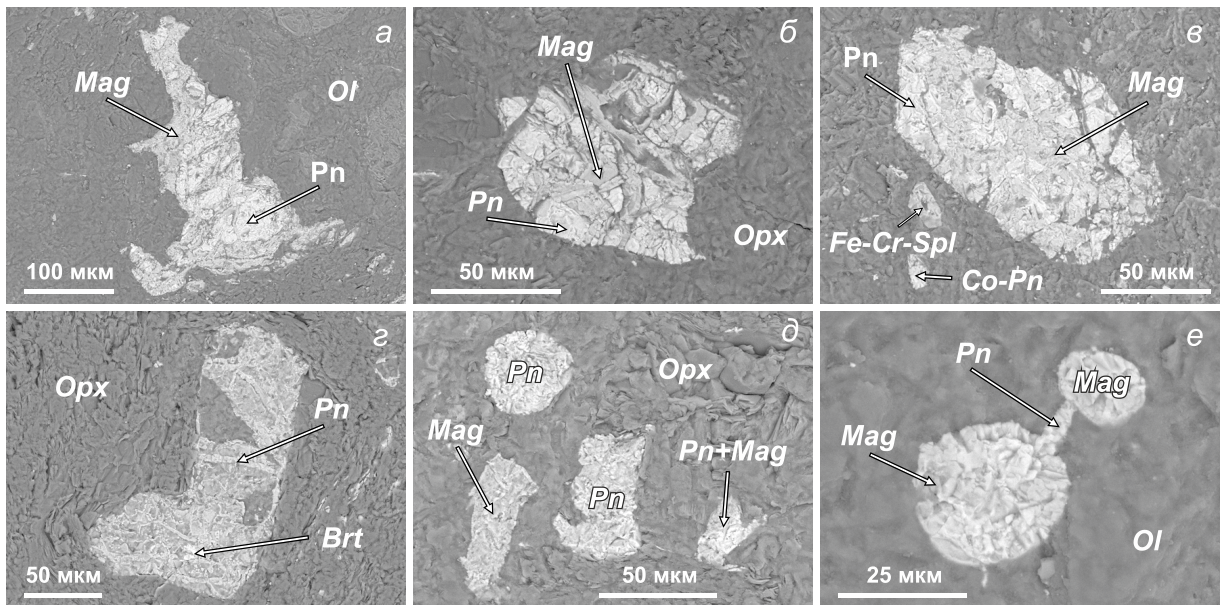 а
Mag
Ol
Pn
100 мкм
б
Mag
Pn
Opx
50 мкм
в
Pn
Mag
Fe-Cr-Spl
Co-Pn
50 мкм
г
Opx
Pn
Brt
50 мкм
д
Pn
Opx
Mag
Pn+Mag
Pn
50 мкм
е
Pn
Mag
Mag
Ol
25 мкм